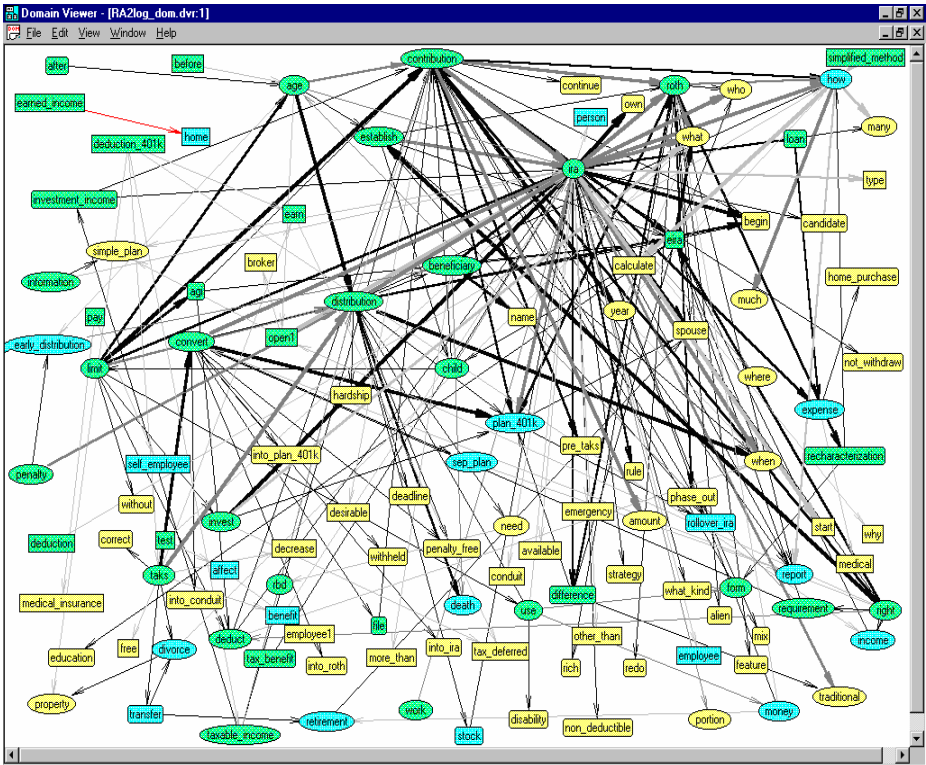 Domain Viewer - [RA2log_dom.dvr:1]
File Edit View Window Help
contribution
simplified_method
after
before
age
continue
roth
who
how
own
earned_income
home
person
establish
what
loan
many
deduction_401k
ira
type
investment_income
earn
begin
candidate
eira
simple_plan
broker
beneficiary
calculate
information
agi
distribution
home_purchase
much
pay
name
year
early_distribution
convert
open1
spouse
limit
child
where
not_withdraw
hardship
plan_401k
expense
pre_taks
into_plan_401k
recharacterization
penalty
self_employee
sep_plan
rule
when
deadline
phase_out
without
desirable
emergency
amount
rollover_ira
start
invest
need
why
deduction
correct
test
decrease
withheld
penalty_free
available
medical
taks
affect
rbd
conduit
strategy
report
medical_insurance
into_conduit
death
use
difference
what_kind
form
requirement
right
benefit
file
alien
education
free
divorce
deduct
employee1
into_ira
tax_deferred
other_than
mix
income
tax_benefit
into_roth
more_than
rich
redo
employee
feature
property
traditional
transfer
retirement
work
disability
non_deductible
portion
money
taxable_income
stock